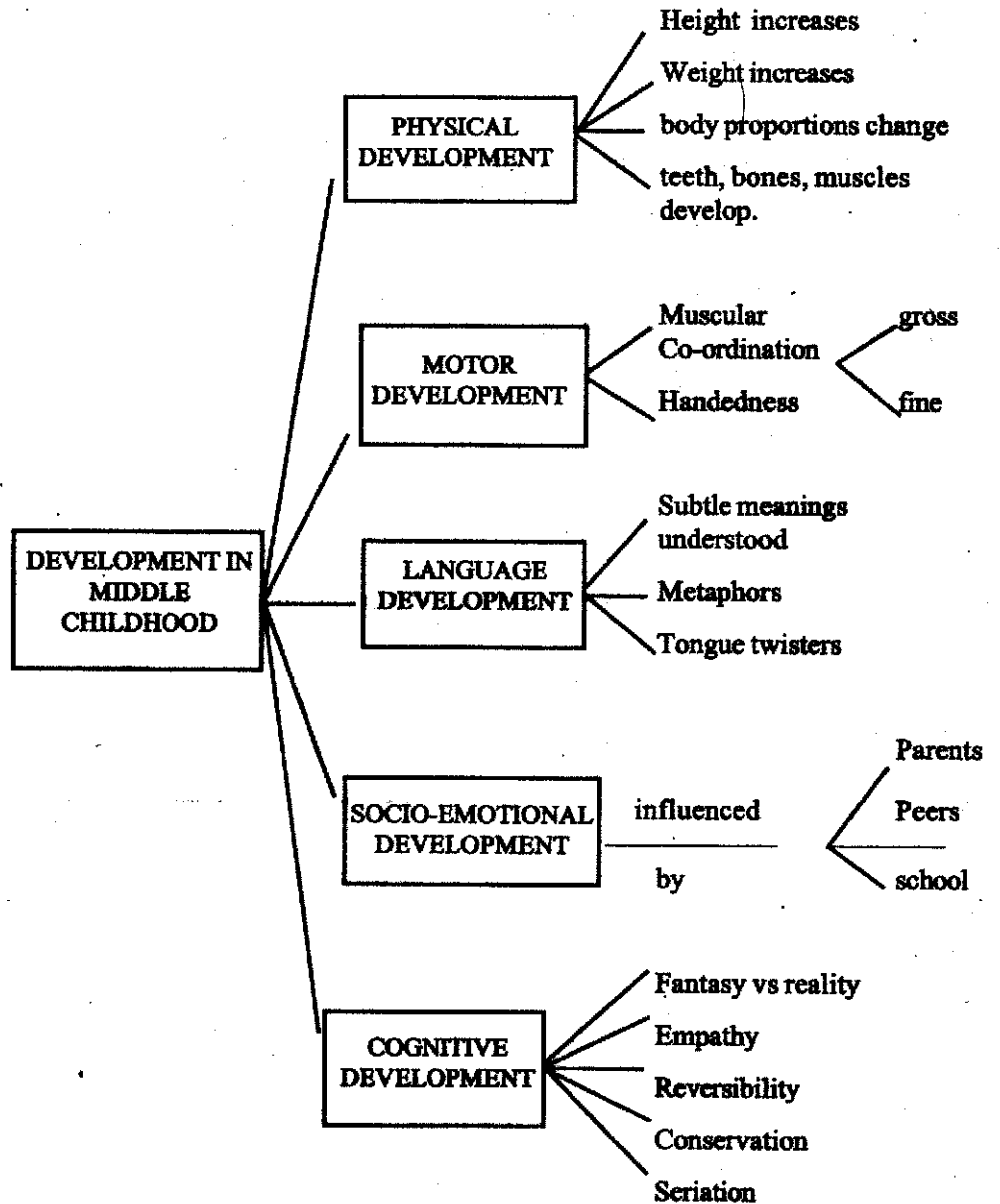 Height increases
Weight increases
PHYSICAL
DEVELOPMENT
body proportions change
teeth, bones, muscles
develop.
MOTOR
DEVELOPMENT
Muscular
Co-ordination
Handedness
gross
fine
DEVELOPMENT IN
MIDDLE
CHILDHOOD
LANGUAGE
DEVELOPMENT
Subtle meanings
understood
Metaphors
Tongue twisters
SOCIO-EMOTIONAL
DEVELOPMENT
influenced
by
Parents
Peers
school
COGNITIVE
DEVELOPMENT
Fantasy vs reality
Empathy
Reversibility
Conservation
Seriation